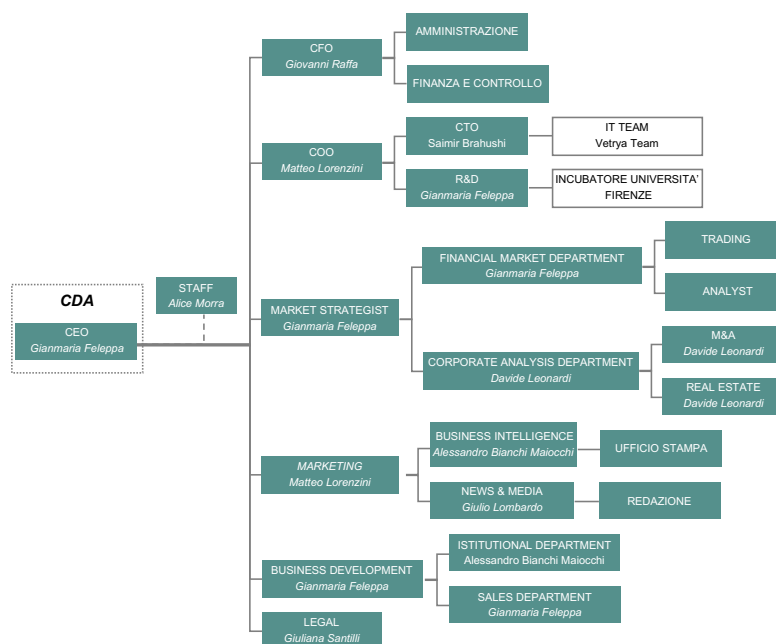 CDA
CEO
Gianmaria Feleppa
STAFF
Alice Morra
CFO
Giovanni Raffa
AMMINISTRAZIONE
FINANZA E CONTROLLO
COO
Matteo Lorenzini
CTO
Saimir Brahushi
IT TEAM
Vetrya Team
R&D
Gianmaria Feleppa
INCUBATORE UNIVERSITA'
FIRENZE
MARKET STRATEGIST
Gianmaria Feleppa
FINANCIAL MARKET DEPARTMENT
Gianmaria Feleppa
TRADING
ANALYST
CORPORATE ANALYSIS DEPARTMENT
Davide Leonardi
M&A
Davide Leonardi
REAL ESTATE
Davide Leonardi
MARKETING
Matteo Lorenzini
BUSINESS INTELLIGENCE
Alessandro Bianchi Maiocchi
UFFICIO STAMPA
NEWS & MEDIA
Giulio Lombardo
REDAZIONE
BUSINESS DEVELOPMENT
Gianmaria Feleppa
ISTITUTIONAL DEPARTMENT
Alessandro Bianchi Maiocchi
SALES DEPARTMENT
Gianmaria Feleppa
LEGAL
Giuliana Santilli